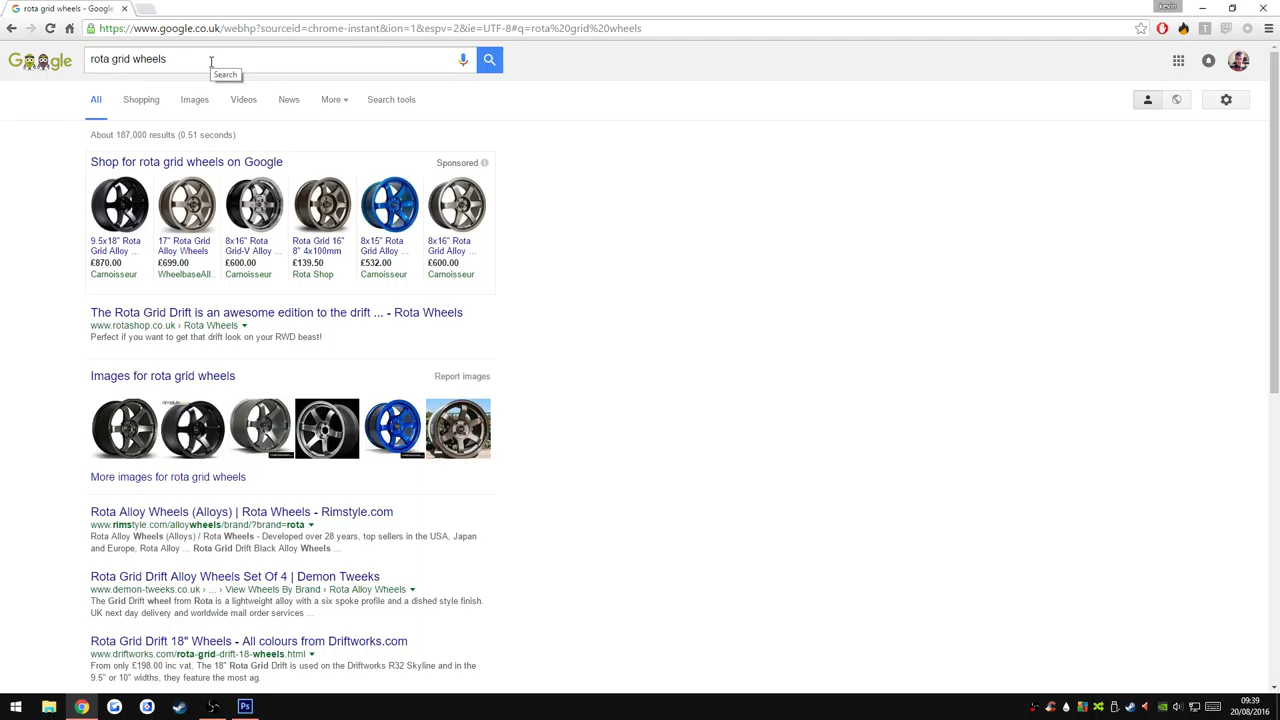 rota grid wheels - Google
kevin
https://www.google.co.uk/webhp?sourceid=chrome-instant&ion=1&espv=2&ie=UTF-8#q=rota%20grid%20wheels
Google
rota grid wheels
Search
All Shopping Images Videos News More Search tools
About 187,000 results (0.51 seconds)
Shop for rota grid wheels on Google Sponsored
9.5x18" Rota
Grid Alloy ...
£870.00
Carnoisseur
17" Rota Grid
Alloy Wheels
£699.00
WheelbaseAll..
8x16" Rota
Grid-V Alloy ...
£600.00
Carnoisseur
Rota Grid 16"
8" 4x100mm
£139.50
Rota Shop
8x15" Rota
Grid Alloy ...
£532.00
Carnoisseur
8x16" Rota
Grid Alloy ...
£600.00
Carnoisseur
The Rota Grid Drift is an awesome edition to the drift ... - Rota Wheels
www.rotashop.co.uk › Rota Wheels
Perfect if you want to get that drift look on your RWD beast!
Images for rota grid wheels Report images
rimstyle
More images for rota grid wheels
Rota Alloy Wheels (Alloys) | Rota Wheels - Rimstyle.com
www.rimstyle.com/alloywheels/brand/?brand=rota
Rota Alloy Wheels (Alloys) / Rota Wheels - Developed over 28 years, top sellers in the USA, Japan
and Europe, Rota Alloy ... Rota Grid Drift Black Alloy Wheels ...
Rota Grid Drift Alloy Wheels Set Of 4 | Demon Tweeks
www.demon-tweeks.co.uk › ... › View Wheels By Brand › Rota Alloy Wheels
The Grid Drift wheel from Rota is a lightweight alloy with a six spoke profile and a dished style finish.
UK next day delivery and worldwide mail order services ...
Rota Grid Drift 18" Wheels - All colours from Driftworks.com
www.driftworks.com/rota-grid-drift-18-wheels.html
From only £198.00 inc vat, The 18" Rota Grid Drift is used on the Driftworks R32 Skyline and in the
9.5" or 10" widths, they feature the most ag.
Ps
09:39
20/08/2016